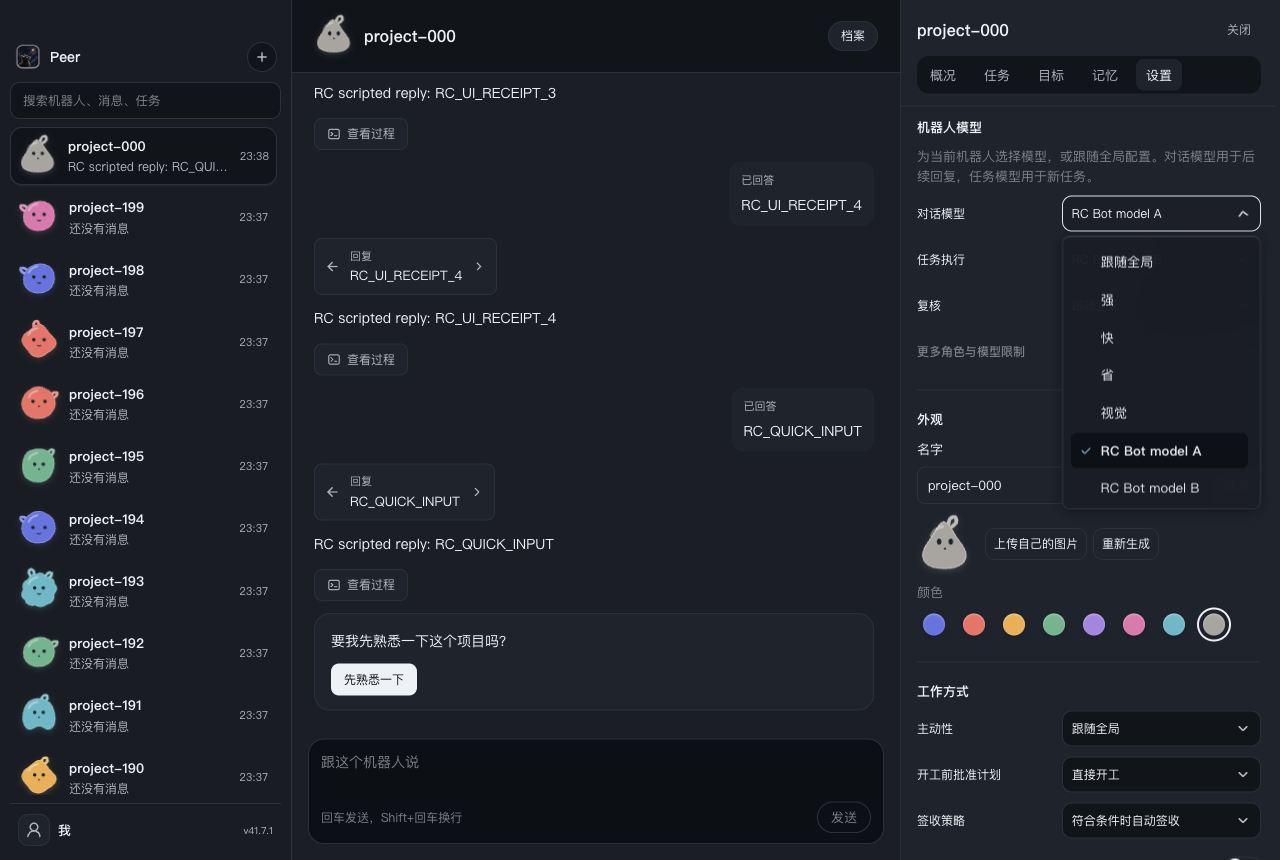 Peer
+
搜索机器人、消息、任务
project-000
23:38
RC scripted reply: RC_QUI...
project-199
23:37
还没有消息
project-198
23:37
还没有消息
project-197
23:37
还没有消息
project-196
23:37
还没有消息
project-195
23:37
还没有消息
project-194
23:37
还没有消息
project-193
23:37
还没有消息
project-192
23:37
还没有消息
project-191
23:37
还没有消息
project-190
23:37
还没有消息
我
v41.7.1
project-000
档案
RC scripted reply: RC_UI_RECEIPT_3
查看过程
已回答
RC_UI_RECEIPT_4
回复
RC_UI_RECEIPT_4
RC scripted reply: RC_UI_RECEIPT_4
查看过程
已回答
RC_QUICK_INPUT
回复
RC_QUICK_INPUT
RC scripted reply: RC_QUICK_INPUT
查看过程
要我先熟悉一下这个项目吗?
先熟悉一下
跟这个机器人说
回车发送，Shift+回车换行
发送
project-000
关闭
概况
任务
目标
记忆
设置
机器人模型
为当前机器人选择模型，或跟随全局配置。对话模型用于后
续回复，任务模型用于新任务。
对话模型
RC Bot model A
任务执行
复核
更多角色与模型限制
跟随全局
强
快
省
视觉
RC Bot model A
RC Bot model B
外观
名字
project-000
上传自己的图片
重新生成
颜色
工作方式
主动性
跟随全局
开工前批准计划
直接开工
签收策略
符合条件时自动签收